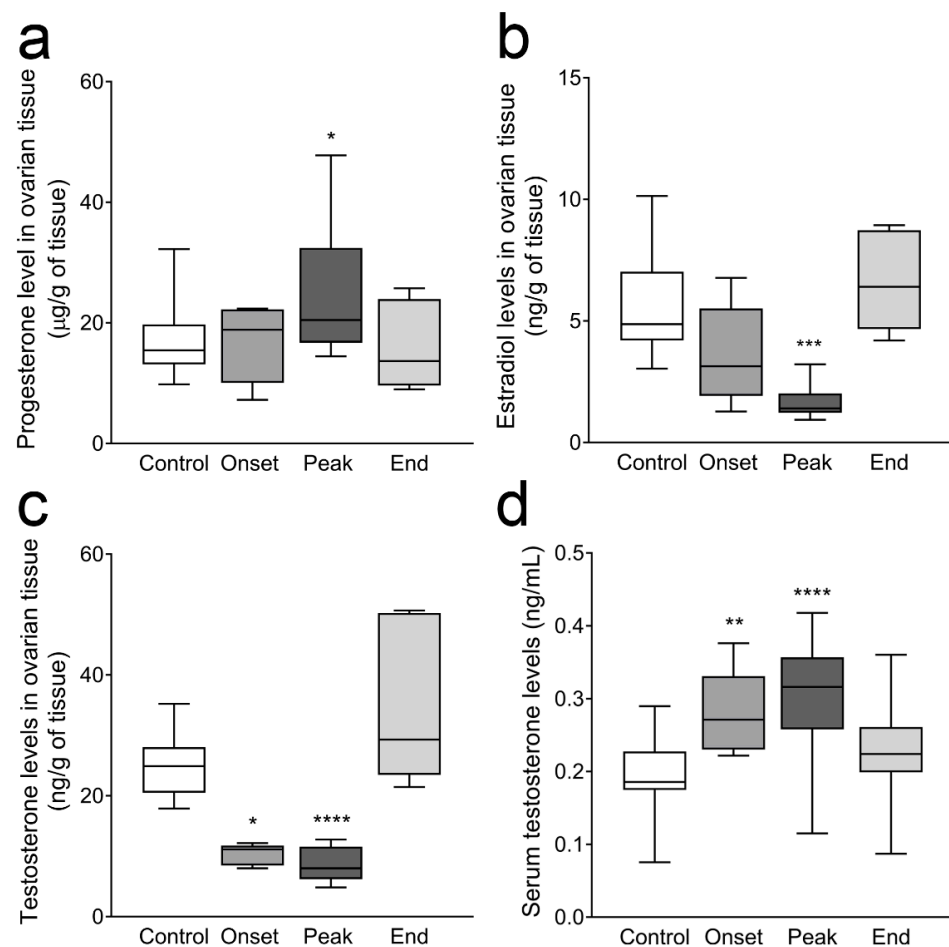 a
Progesterone level in ovarian tissue
(µg/g of tissue)
60
40
20
0
*
Control Onset Peak End
b
Estradiol levels in ovarian tissue
(ng/g of tissue)
15
10
5
0
***
Control Onset Peak End
c
Testosterone levels in ovarian tissue
(ng/g of tissue)
60
40
20
0
*
****
Control Onset Peak End
d
Serum testosterone levels (ng/mL)
0.5
0.4
0.3
0.2
0.1
0.0
**
****
Control Onset Peak End